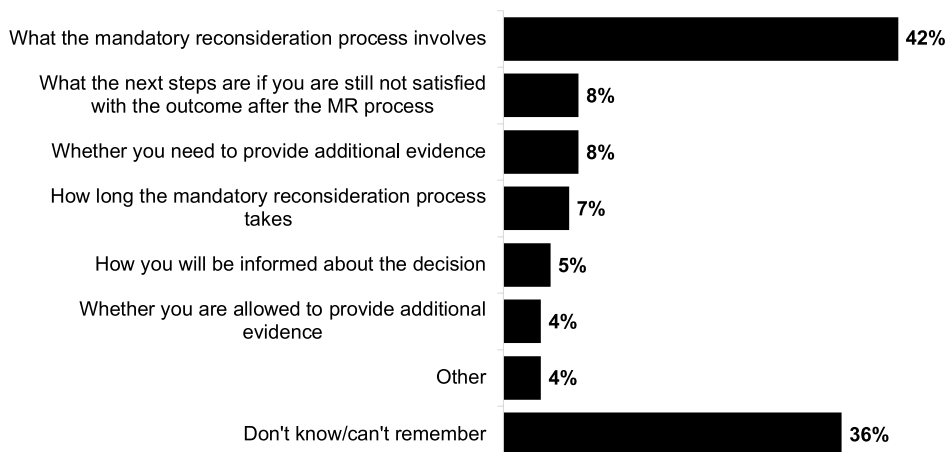 What the mandatory reconsideration process involves
42%
What the next steps are if you are still not satisfied
with the outcome after the MR process
8%
Whether you need to provide additional evidence
8%
How long the mandatory reconsideration process
takes
7%
How you will be informed about the decision
5%
Whether you are allowed to provide additional
evidence
4%
Other
4%
Don't know/can't remember
36%